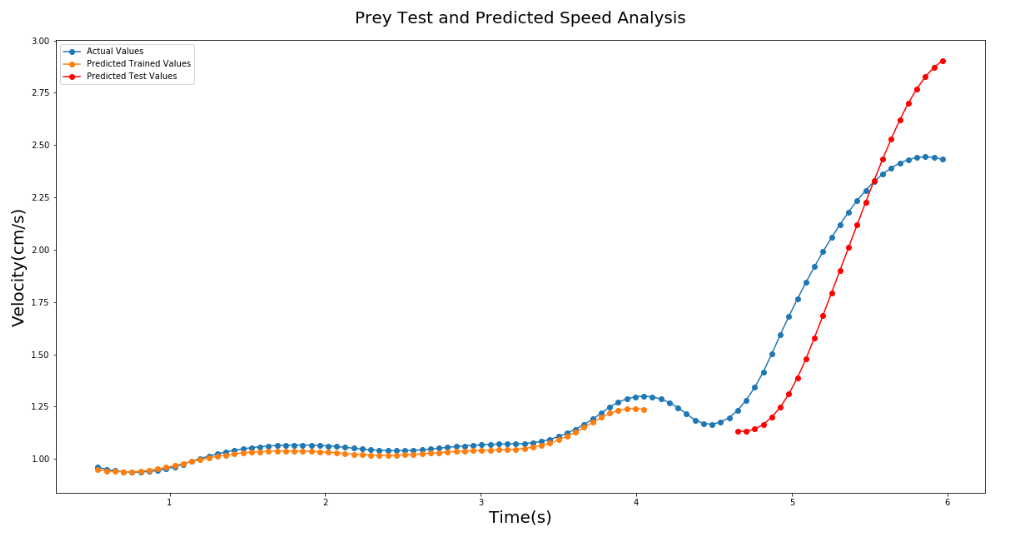 Prey Test and Predicted Speed Analysis
Actual Values
Predicted Trained Values
Predicted Test Values
3.00
2.75
2.50
2.25
2.00
1.75
1.50
1.25
1.00
Velocity(cm/s)
1 2 3 4 5 6
Time(s)